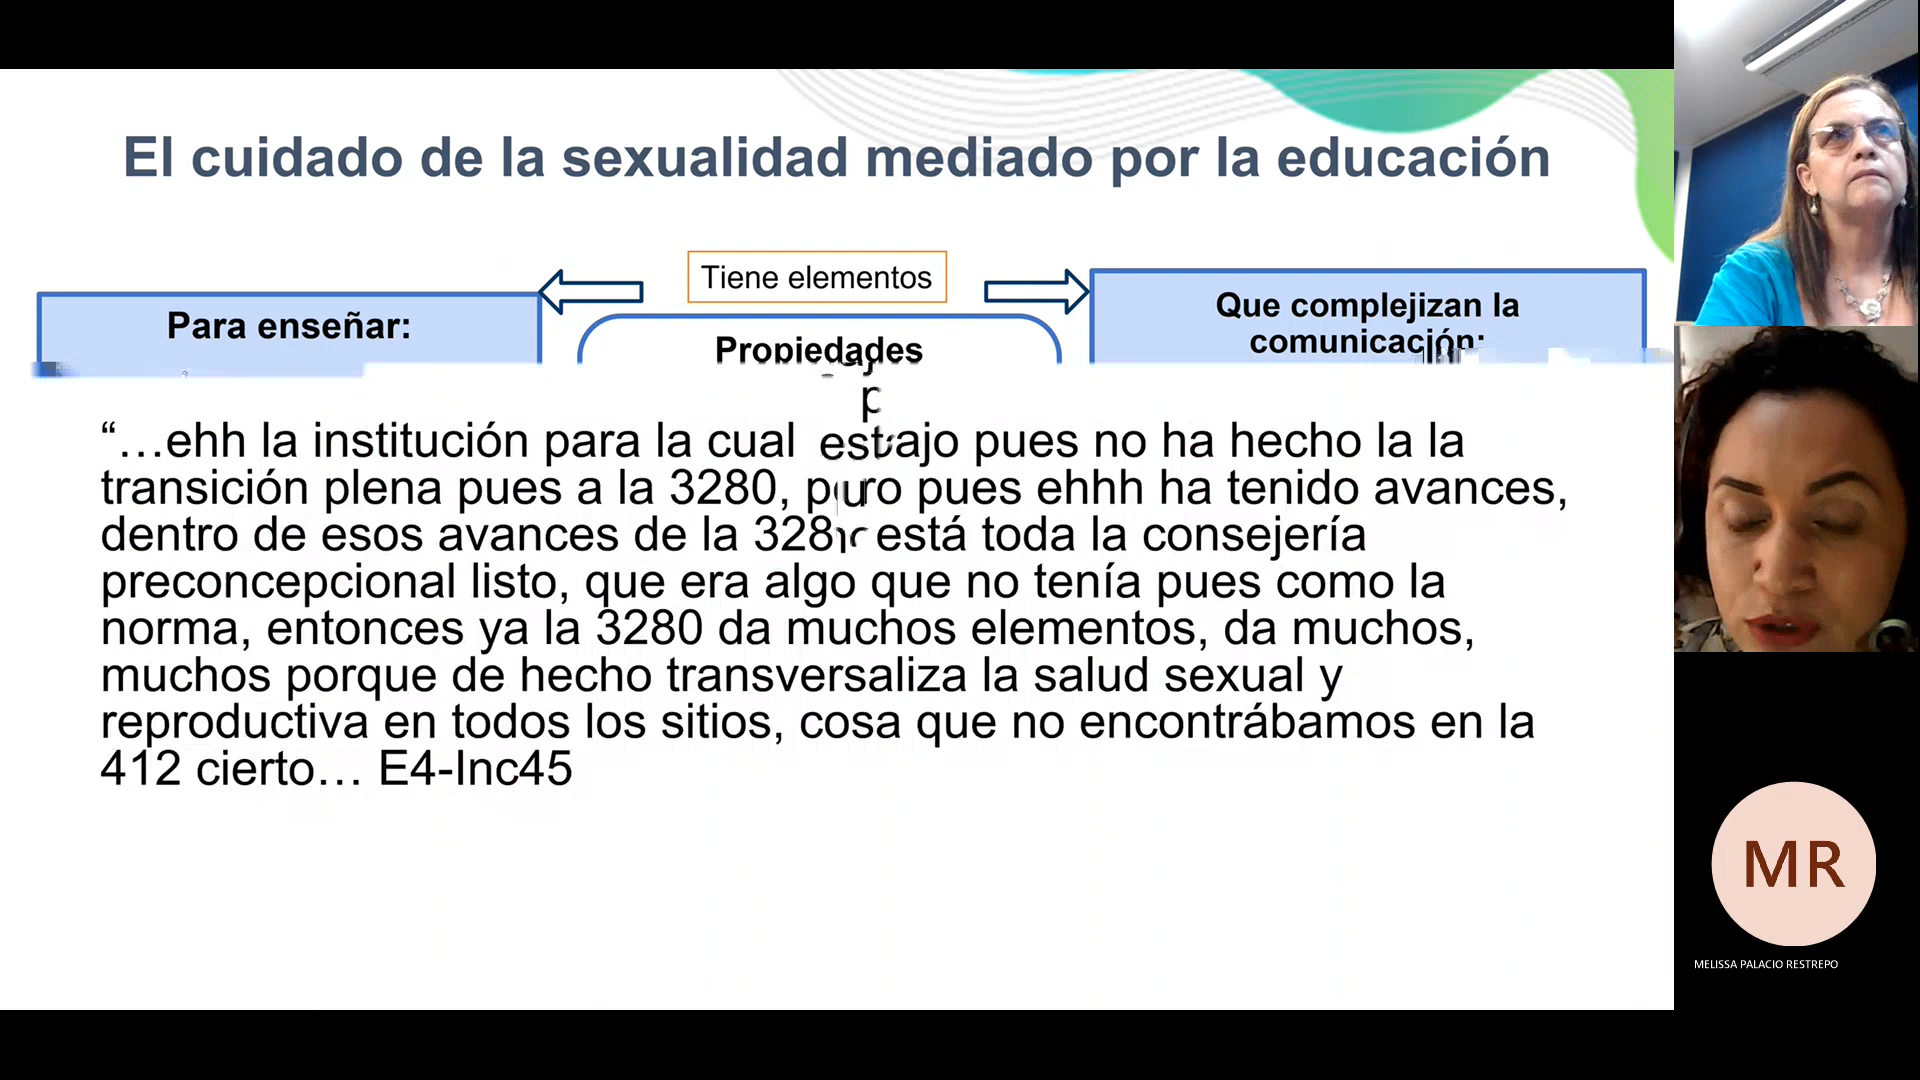 El cuidado de la sexualidad mediado por la educación
Tiene elementos
Para enseñar:
Propiedades
Que complejizan la
comunicación:
“…ehh la institución para la cual pues no ha hecho la la
transición plena pues a la 3280, pues ehhh ha tenido avances,
dentro de esos avances de la está toda la consejería
preconcepcional listo, que era algo que no tenía pues como la
norma, entonces ya la 3280 da muchos elementos, da muchos,
muchos porque de hecho transversaliza la salud sexual y
reproductiva en todos los sitios, cosa que no encontrábamos en la
412 cierto… E4-Inc45
MR
MELISSA PALACIO RESTREPO